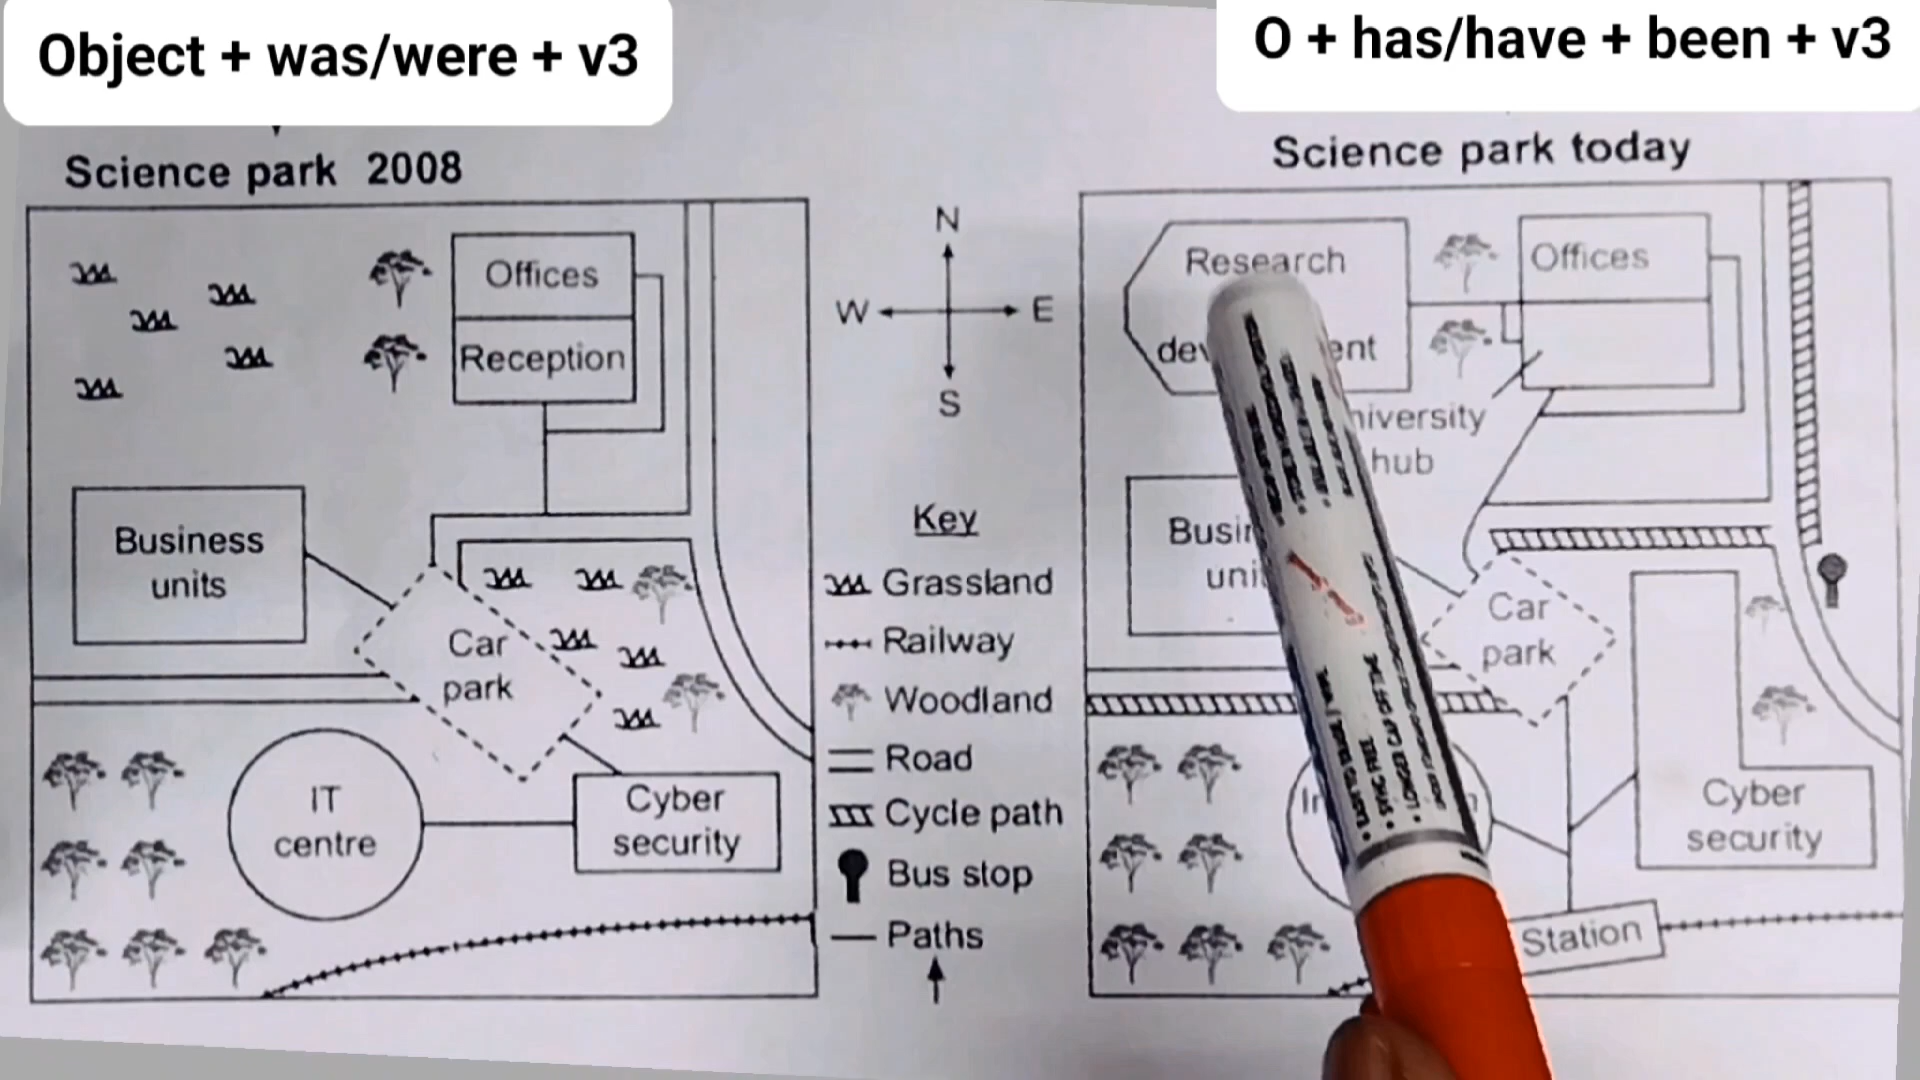 Object + was/were + v3
O + has/have + been + v3
Science park 2008
Science park today
Offices
Reception
Business
units
Car
park
IT
centre
Cyber
security
N
W
E
S
Key
Grassland
Railway
Woodland
Road
Cycle path
Bus stop
Paths
Research
Offices
hub
Car
park
Cyber
security
Station